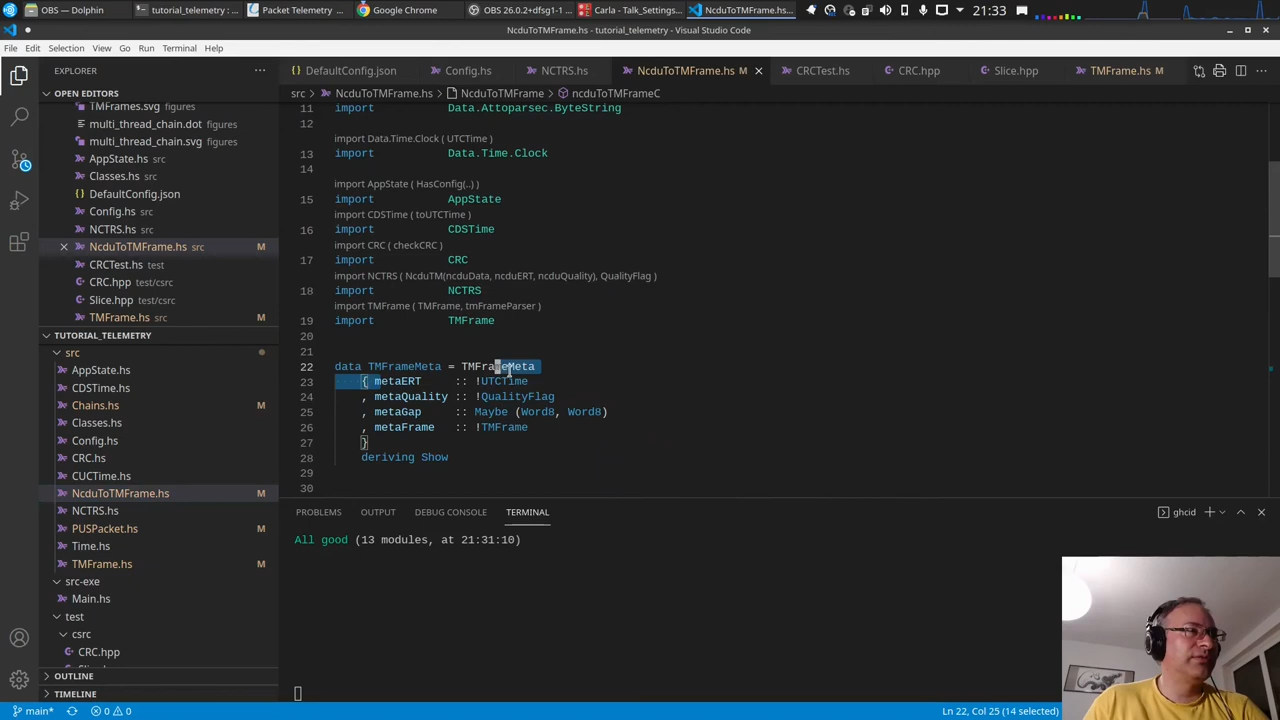 OBS — Dolphin
tutorial_telemetry : ...
Packet Telemetry ...
Google Chrome
OBS 26.0.2+dfsg1-1 ...
Carla - Talk_Settings...
NcduToTMFrame.hs...
21:33
NcduToTMFrame.hs - tutorial_telemetry - Visual Studio Code
File Edit Selection View Go Run Terminal Help
EXPLORER
DefaultConfig.json
Config.hs
NCTRS.hs
NcduToTMFrame.hs M
CRCTest.hs
CRC.hpp
Slice.hpp
TMFrame.hs M
src > NcduToTMFrame.hs > NcduToTMFrame > ncduToTMFrameC
OPEN EDITORS
TMFrames.svg figures
multi_thread_chain.dot figures
multi_thread_chain.svg figures
AppState.hs src
Classes.hs src
DefaultConfig.json
Config.hs src
NCTRS.hs src
NcduToTMFrame.hs src M
CRCTest.hs test
CRC.hpp test/csrc
Slice.hpp test/csrc
TMFrame.hs src M
TUTORIAL_TELEMETRY
src
AppState.hs
CDSTime.hs
Chains.hs M
Classes.hs
Config.hs
CRC.hs
CUCTime.hs
NcduToTMFrame.hs M
NCTRS.hs
PUSPacket.hs M
Time.hs
TMFrame.hs M
src-exe
Main.hs
test
csrc
CRC.hpp
OUTLINE
TIMELINE
11 import Data.Attoparsec.ByteString
12
import Data.Time.Clock ( UTCTime )
13 import Data.Time.Clock
14
import AppState ( HasConfig(..) )
15 import AppState
import CDSTime ( toUTCTime )
16 import CDSTime
import CRC ( checkCRC )
17 import CRC
import NCTRS ( NcduTM(ncduData, ncduERT, ncduQuality), QualityFlag )
18 import NCTRS
import TMFrame ( TMFrame, tmFrameParser )
19 import TMFrame
20
21
22 data TMFrameMeta = TMFrameMeta
23 { metaERT :: !UTCTime
24 , metaQuality :: !QualityFlag
25 , metaGap :: Maybe (Word8, Word8)
26 , metaFrame :: !TMFrame
27 }
28 deriving Show
29
30
PROBLEMS OUTPUT DEBUG CONSOLE TERMINAL
ghcid
All good (13 modules, at 21:31:10)
main* 0 0
Ln 22, Col 25 (14 selected)